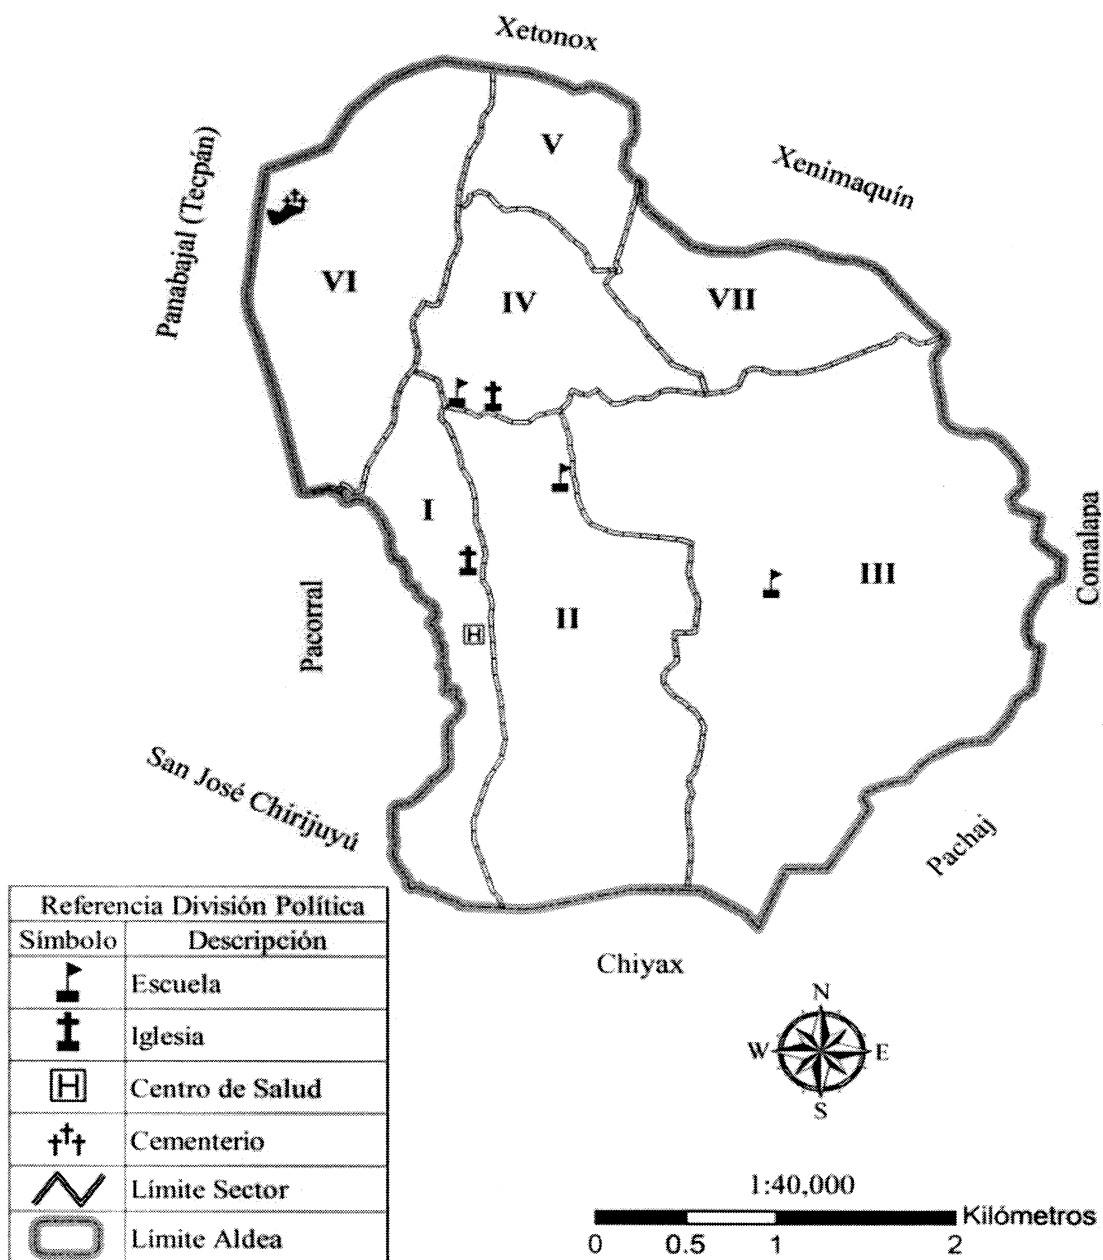 Xetonox
Panabajal (Tecpán)
Xenimaquín
V
VI
IV
VII
I
II
III
Pacorral
Comalapa
San José Chirijuyú
Pachaj
Chiyax
Referencia División Política
Símbolo Descripción
Escuela
Iglesia
H Centro de Salud
Cementerio
Límite Sector
Límite Aldea
N
W E
S
1:40,000
Kilómetros
0 0.5 1 2
H